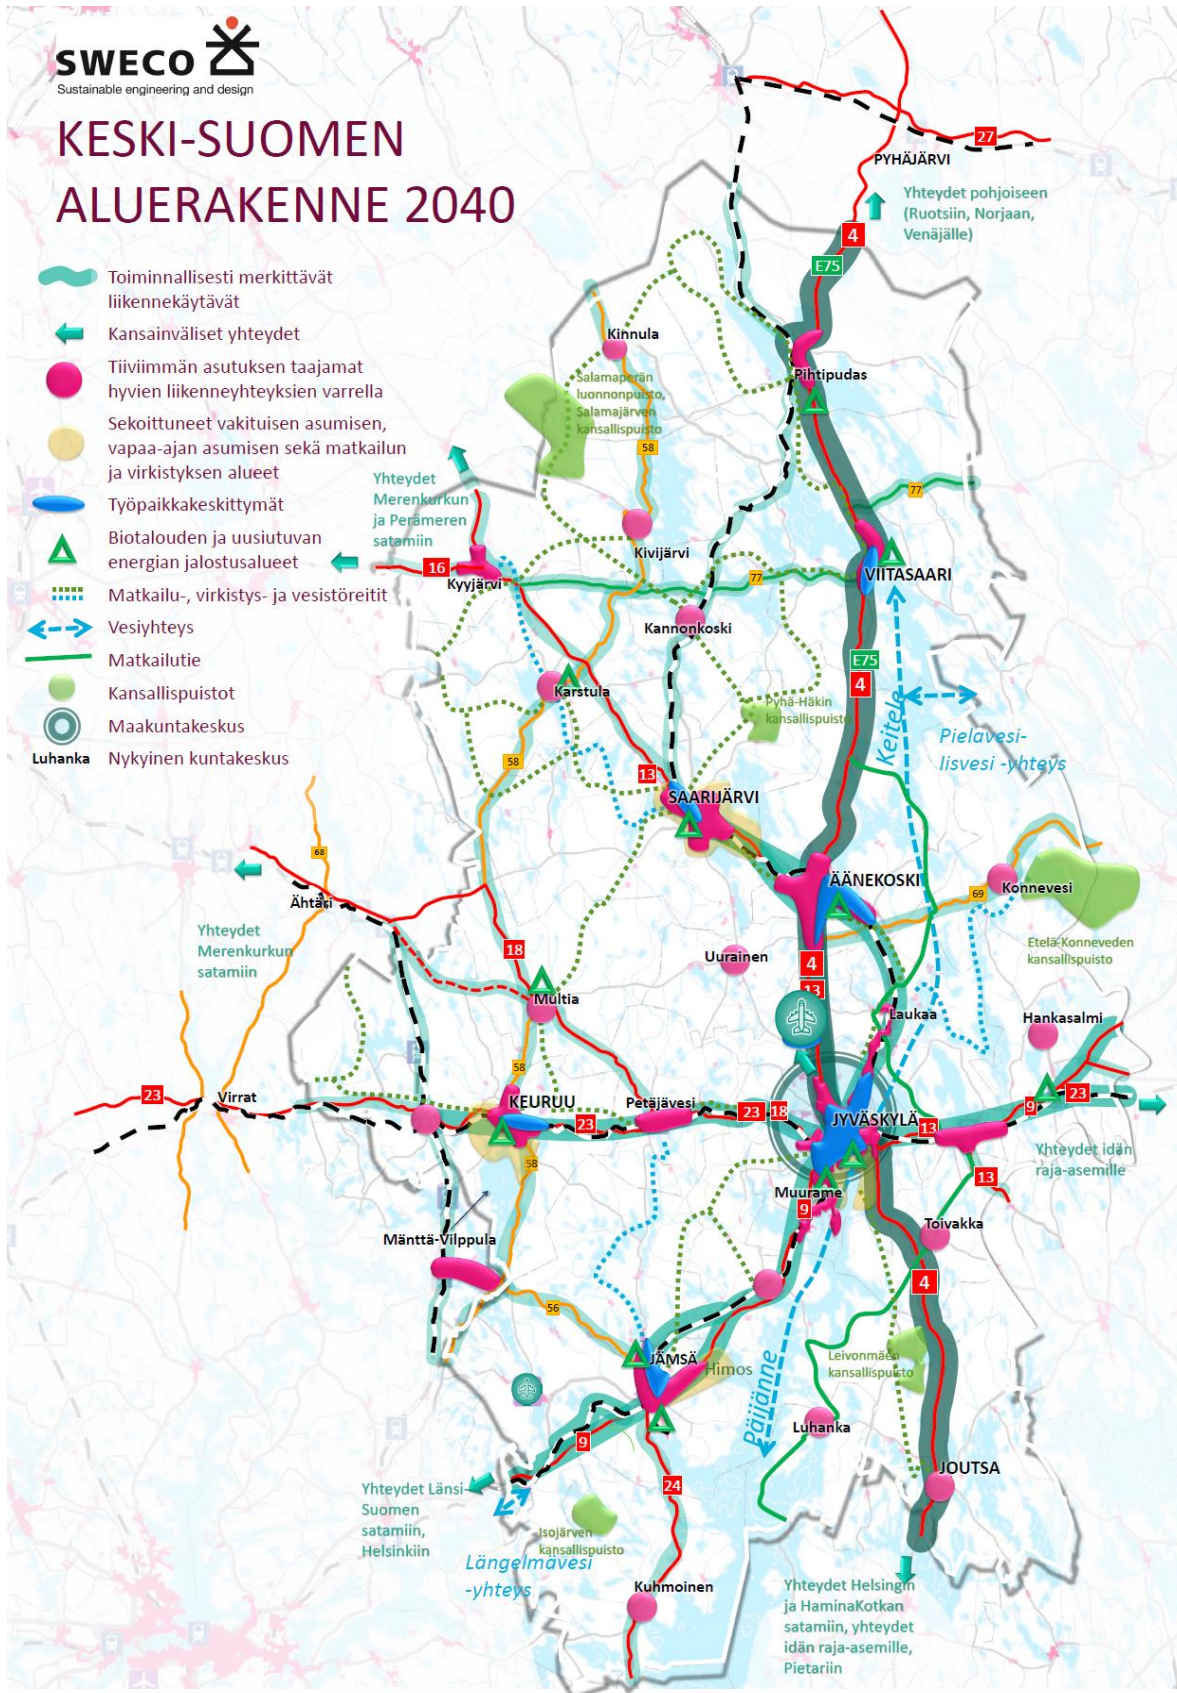 SWECO
Sustainable engineering and design
KESKI-SUOMEN
ALUERAKENNE 2040
Toiminnallisesti merkittävät
liikennekäytävät
Kansainväliset yhteydet
Tiiviimmän asutuksen taajamat
hyvien liikenneyhteyksien varrella
Sekoittuneet vakituisen asumisen,
vapaa-ajan asumisen sekä matkailun
ja virkistyksen alueet
Työpaikkakeskittymät
Biotalouden ja uusiutuvan
energian jalostusalueet
Matkailu-, virkistys- ja vesistöreitit
Vesiyhteys
Matkailutie
Kansallispuistot
Maakuntakeskus
Luhanka Nykyinen kuntakeskus
27
PYHÄJÄRVI
Yhteydet pohjoiseen
(Ruotsiin, Norjaan,
Venäjälle)
4
E75
Kinnula
Pihtipudas
Salamaperän
luonnonpuisto,
Salamajärven
kansallispuisto
58
Yhteydet
Merenkurkun
ja Perämeren
satamiin
77
Kivijärvi
16
Kyyjärvi
VIITASAARI
77
Kannonkoski
E75
4
Karstula
Pyhä-Häkin
kansallispuisto
Keitele
Pielavesi-
Iisvesi -yhteys
58
13
SAARIJÄRVI
68
ÄÄNEKOSKI
69
Konnevesi
Ähtäri
Yhteydet
Merenkurkun
satamiin
18
Uurainen
4
13
Etelä-Konneveden
kansallispuisto
Multia
Laukaa
Hankasalmi
58
23
Virrat
KEURUU
23
Petäjävesi
23
18
JYVÄSKYLÄ
13
9
23
Yhteydet idän
raja-asemille
58
13
Muurame
9
Toivakka
Mänttä-Vilppula
4
56
JÄMSÄ
Himos
Leivonmäen
kansallispuisto
Päijänne
Luhanka
9
24
JOUTSA
Yhteydet Länsi-
Suomen
satamiin,
Helsinkiin
Isojärven
kansallispuisto
Längelmävesi
-yhteys
Kuhmoinen
Yhteydet Helsingin
ja HaminaKotkan
satamiin, yhteydet
idän raja-asemille,
Pietariin